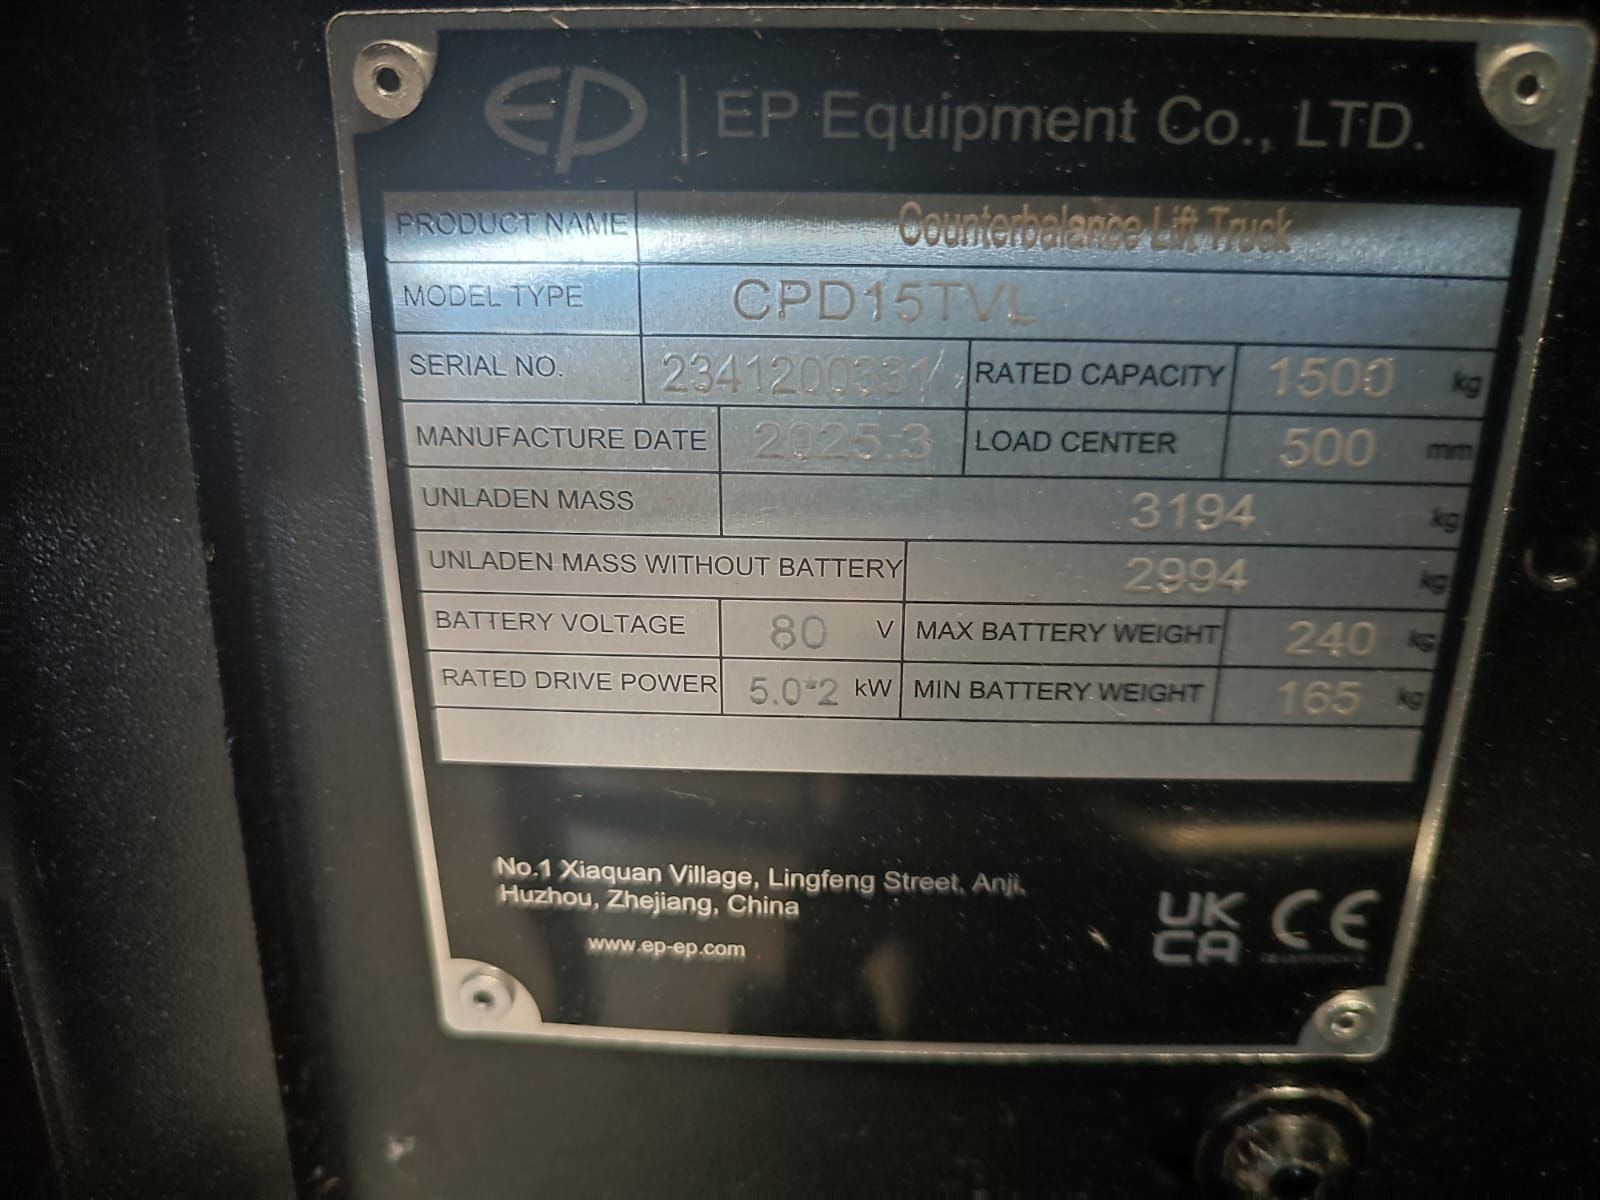 EP | EP Equipment Co., LTD.
PRODUCT NAME Counterbalance Lift Truck
MODEL TYPE CPD15TVL
SERIAL NO. 2341200331 RATED CAPACITY 1500 kg
MANUFACTURE DATE 2025.3 LOAD CENTER 500 mm
UNLADEN MASS 3194 kg
UNLADEN MASS WITHOUT BATTERY 2994 kg
BATTERY VOLTAGE 80 V MAX BATTERY WEIGHT 240 kg
RATED DRIVE POWER 5.0*2 kW MIN BATTERY WEIGHT 165 kg
No.1 Xiaquan Village, Lingfeng Street, Anji,
Huzhou, Zhejiang, China
www.ep-ep.com
UK
CA CE